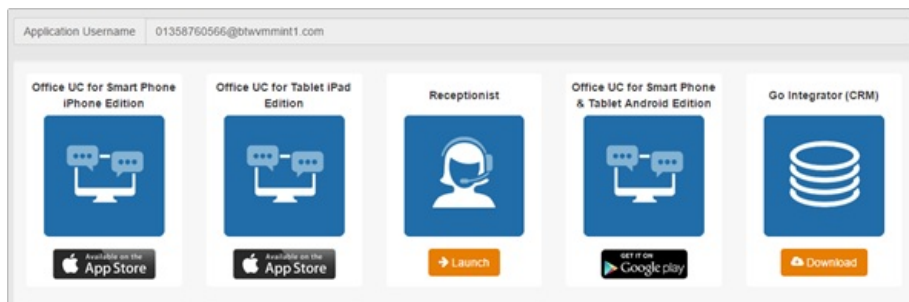 Application Username 01358760566@btwvmmint1.com
Office UC for Smart Phone
iPhone Edition
Office UC for Tablet iPad
Edition
Receptionist
Office UC for Smart Phone
& Tablet Android Edition
Go Integrator (CRM)
Available on the
App Store
Available on the
App Store
Launch
GET IT ON
Google play
Download